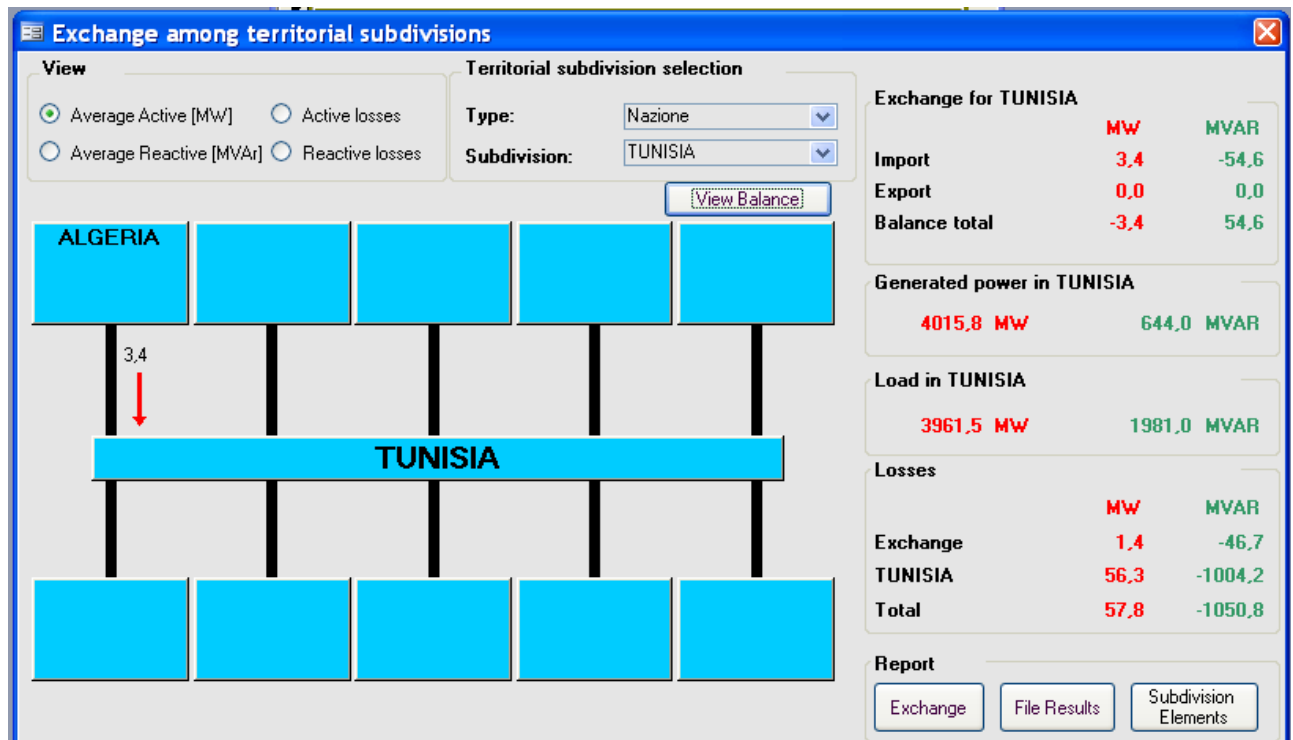 Exchange among territorial subdivisions
View
Average Active [MW] Active losses
Average Reactive [MVAr] Reactive losses
Territorial subdivision selection
Type: Nazione
Subdivision: TUNISIA
View Balance
ALGERIA
3,4
TUNISIA
Exchange for TUNISIA
MW MVAR
Import 3,4 -54,6
Export 0,0 0,0
Balance total -3,4 54,6
Generated power in TUNISIA
4015,8 MW 644,0 MVAR
Load in TUNISIA
3961,5 MW 1981,0 MVAR
Losses
MW MVAR
Exchange 1,4 -46,7
TUNISIA 56,3 -1004,2
Total 57,8 -1050,8
Report
Exchange File Results Subdivision
Elements